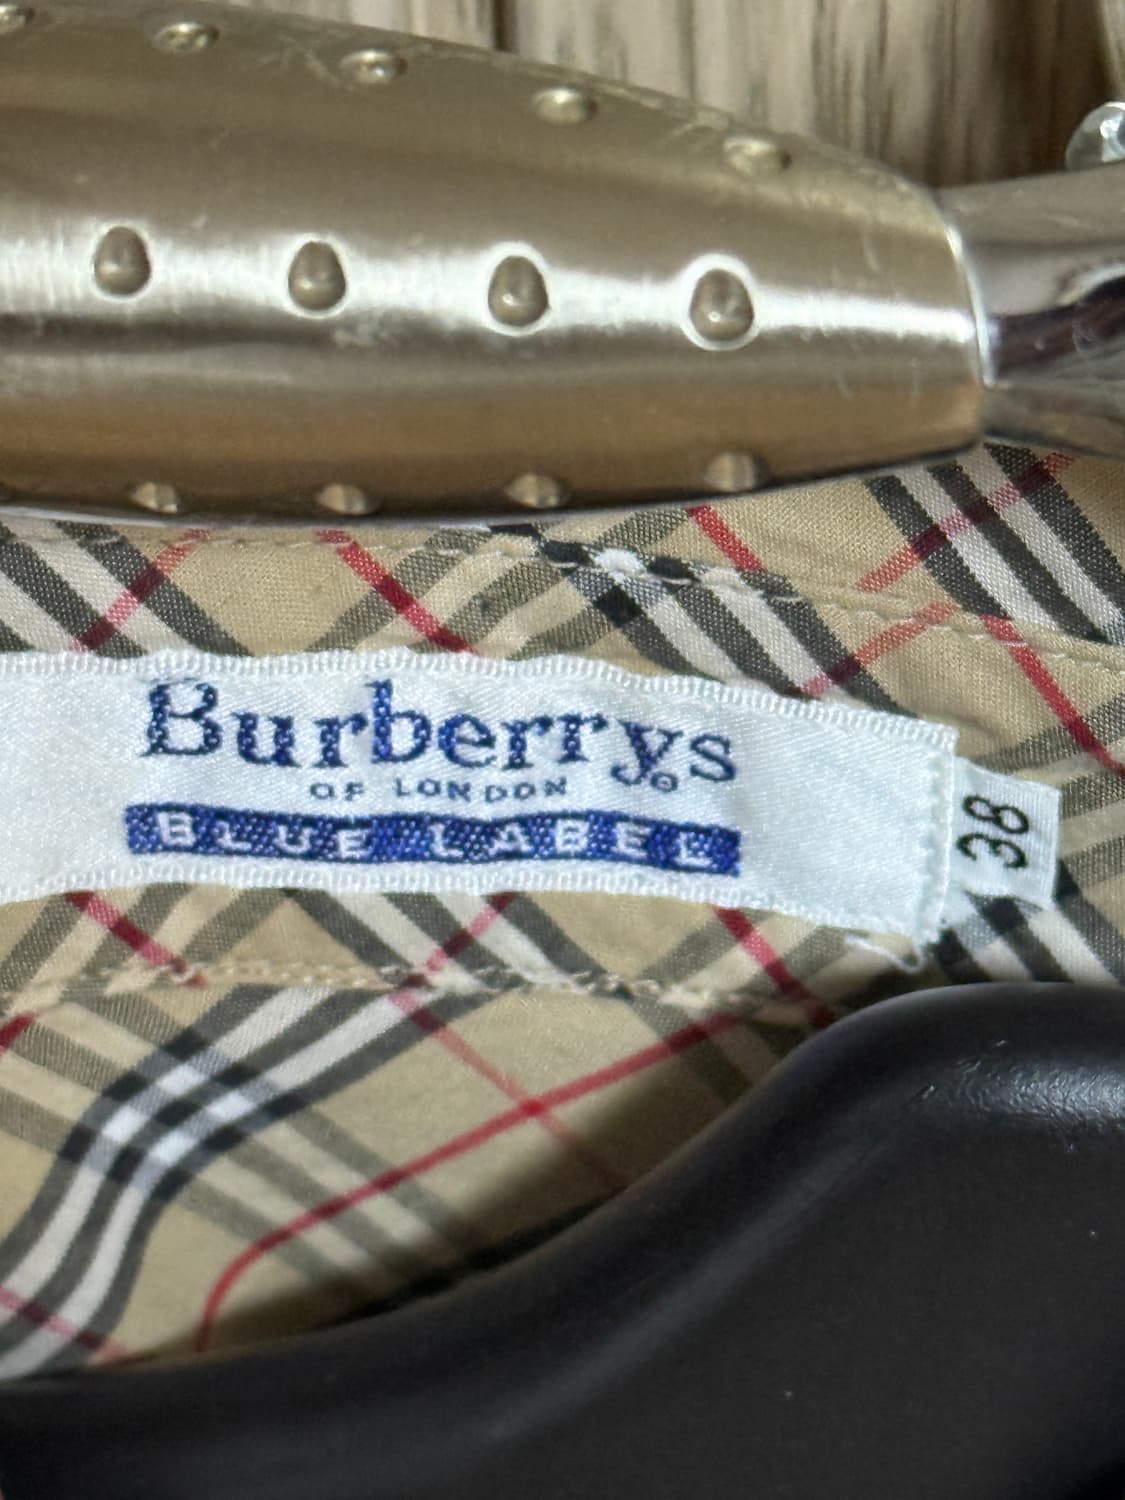 Burberrys®
OF LONDON
BLUE LABEL
38